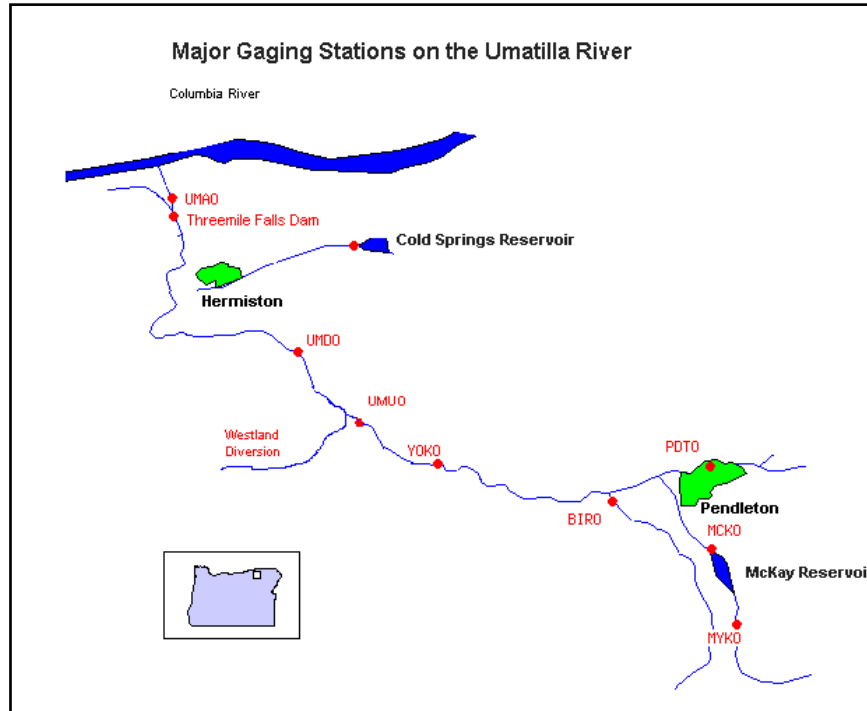 Major Gaging Stations on the Umatilla River
Columbia River
UMAO
Threemile Falls Dam
Cold Springs Reservoir
Hermiston
UMDO
UMUO
Westland
Diversion
YOKO
PDTO
Pendleton
BIRO
MCKO
McKay Reservoi
MYKO